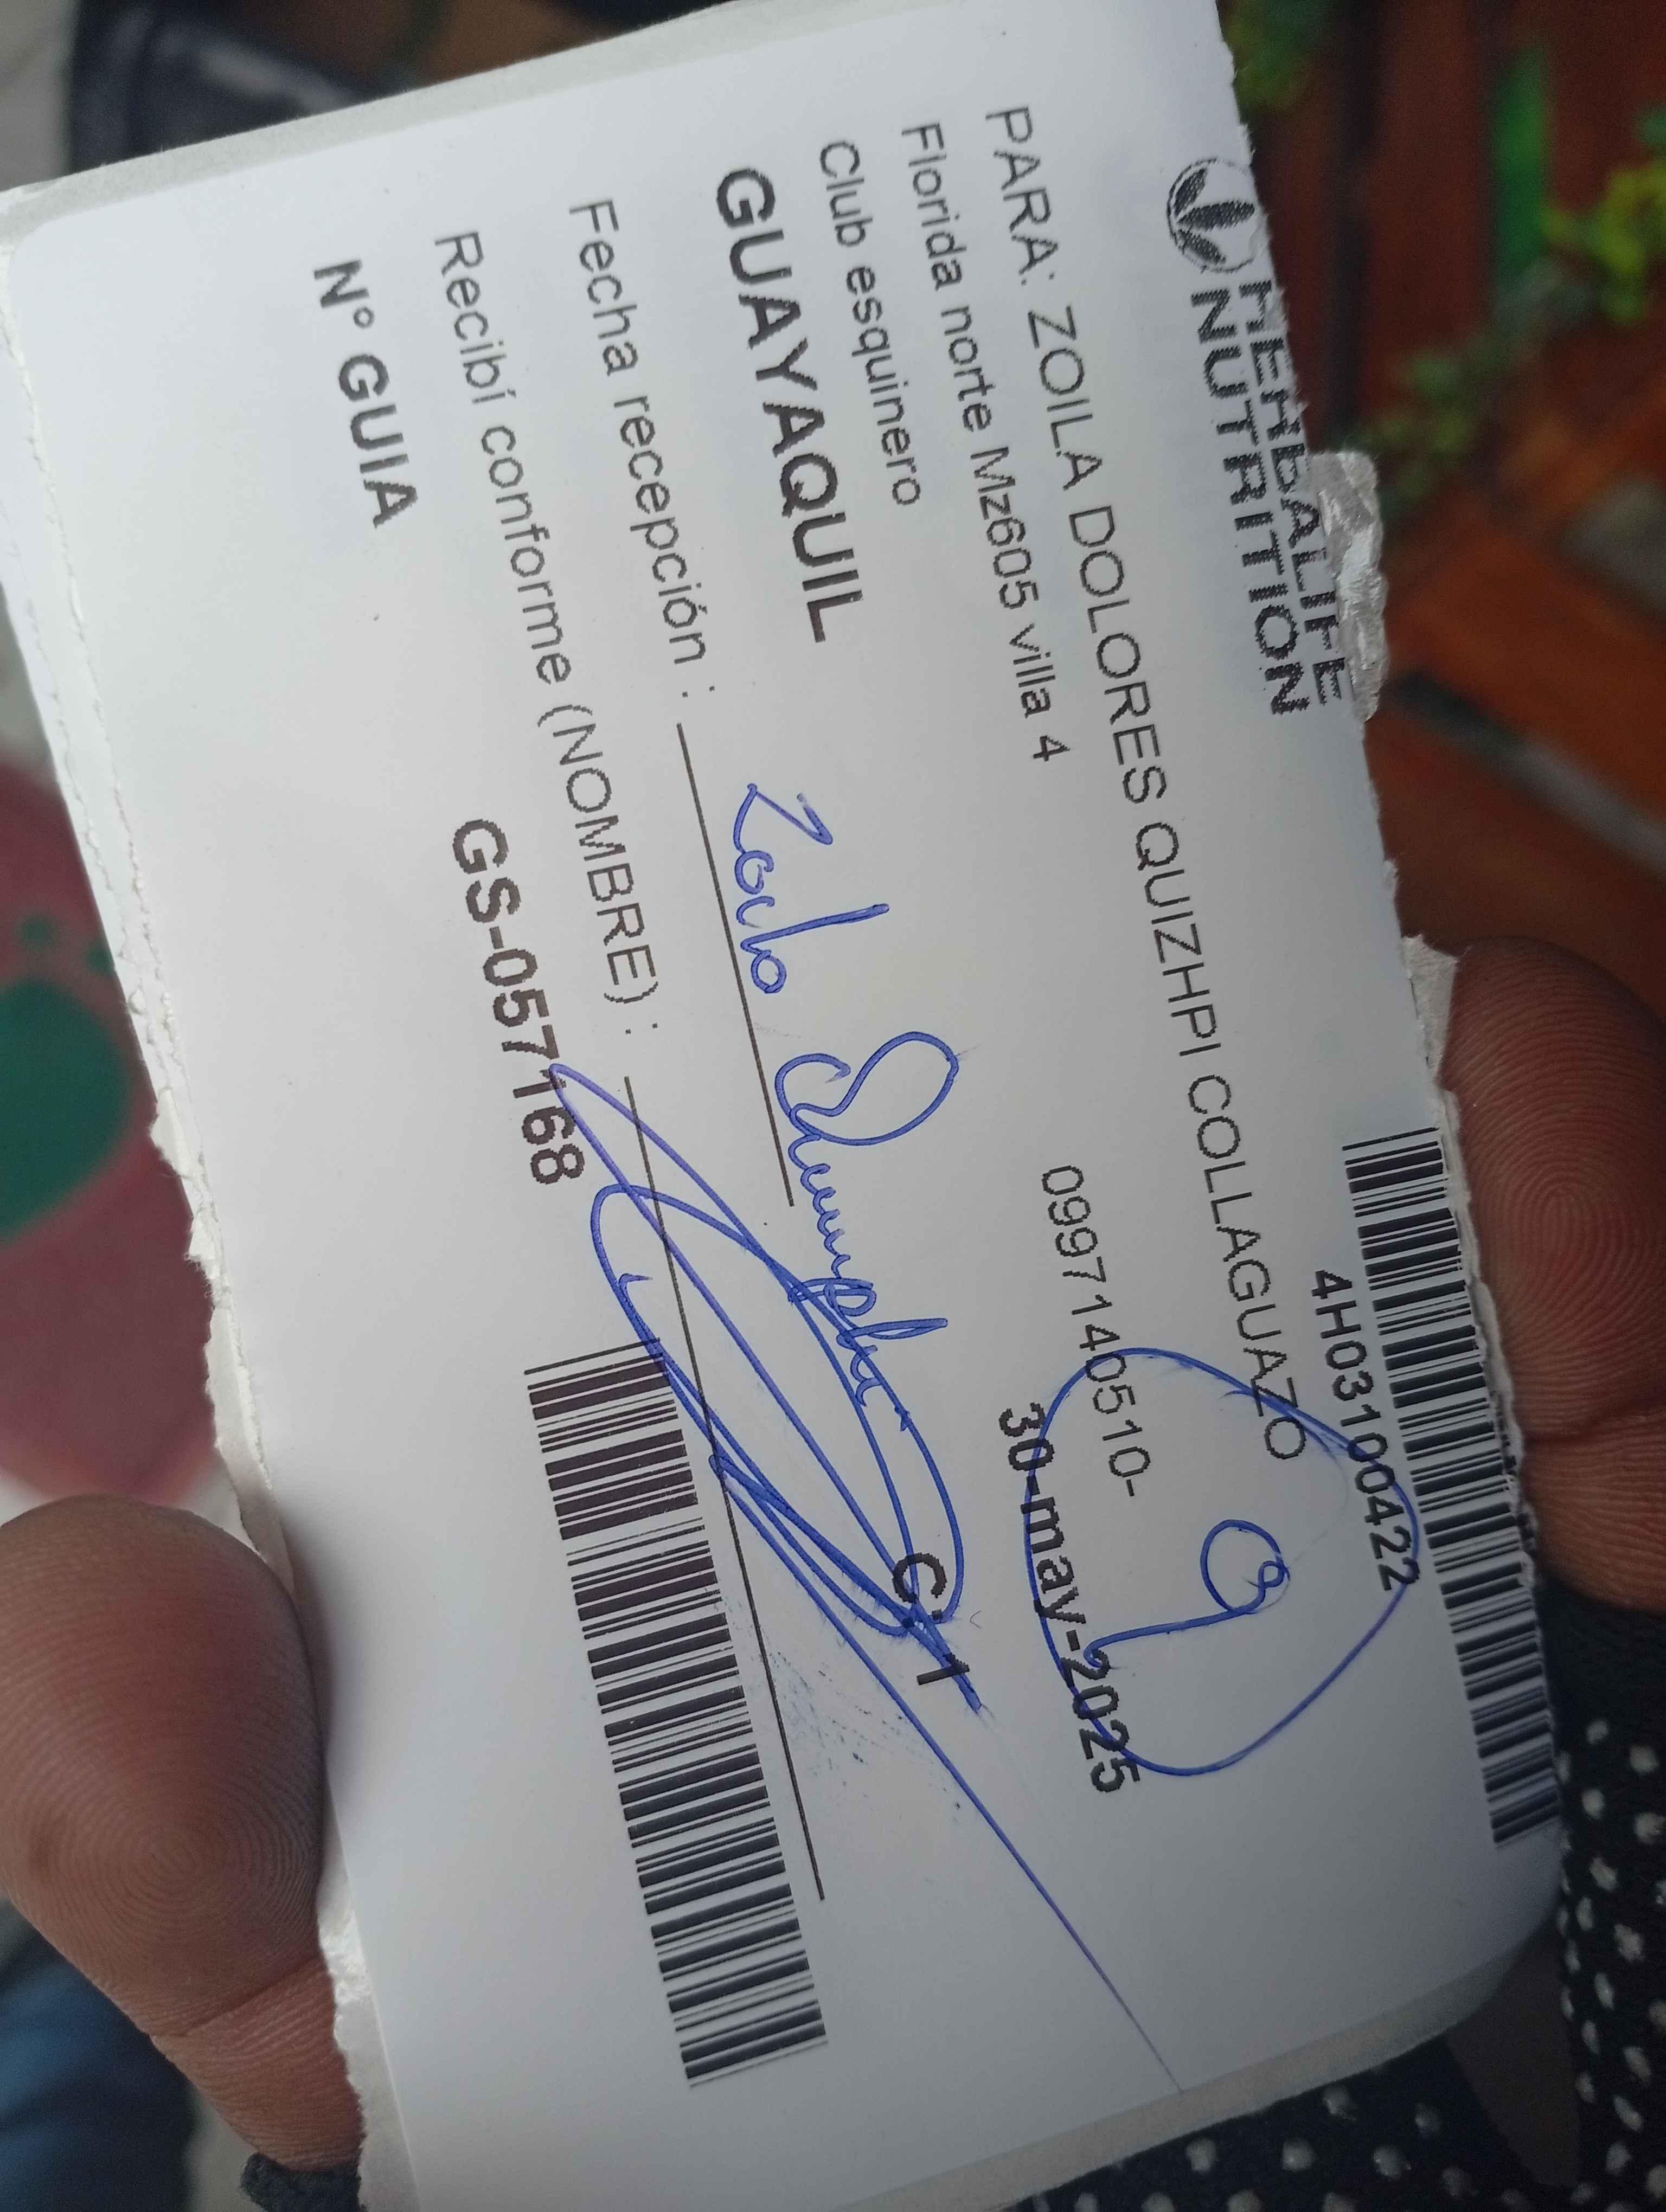 HERBALIFE
NUTRITION
4H03100422
PARA: ZOILA DOLORES QUIZHPI COLLAGUAZO
Florida norte Mz605 villa 4
0997140510-
Club esquinero
30-may-2025
GUAYAQUIL
C: 1
Fecha recepción :
Recibí conforme (NOMBRE) :
Nº GUIA
GS-057168